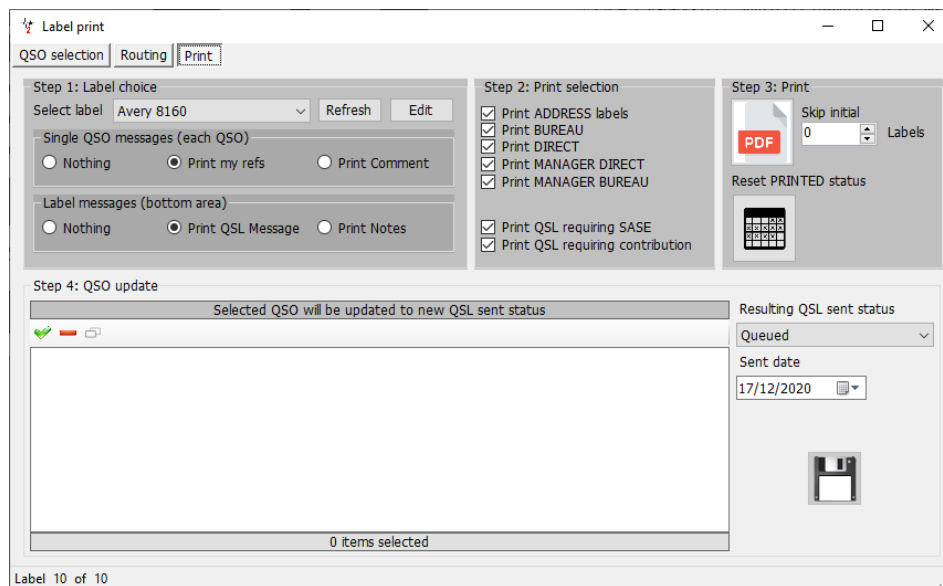 Label print
QSO selection Routing Print
Step 1: Label choice
Select label Avery 8160 Refresh Edit
Single QSO messages (each QSO)
Nothing Print my refs Print Comment
Label messages (bottom area)
Nothing Print QSL Message Print Notes
Step 2: Print selection
Print ADDRESS labels
Print BUREAU
Print DIRECT
Print MANAGER DIRECT
Print MANAGER BUREAU
Print QSL requiring SASE
Print QSL requiring contribution
Step 3: Print
PDF
Skip initial
0 Labels
Reset PRINTED status
Step 4: QSO update
Selected QSO will be updated to new QSL sent status
0 items selected
Resulting QSL sent status
Queued
Sent date
17/12/2020
Label 10 of 10